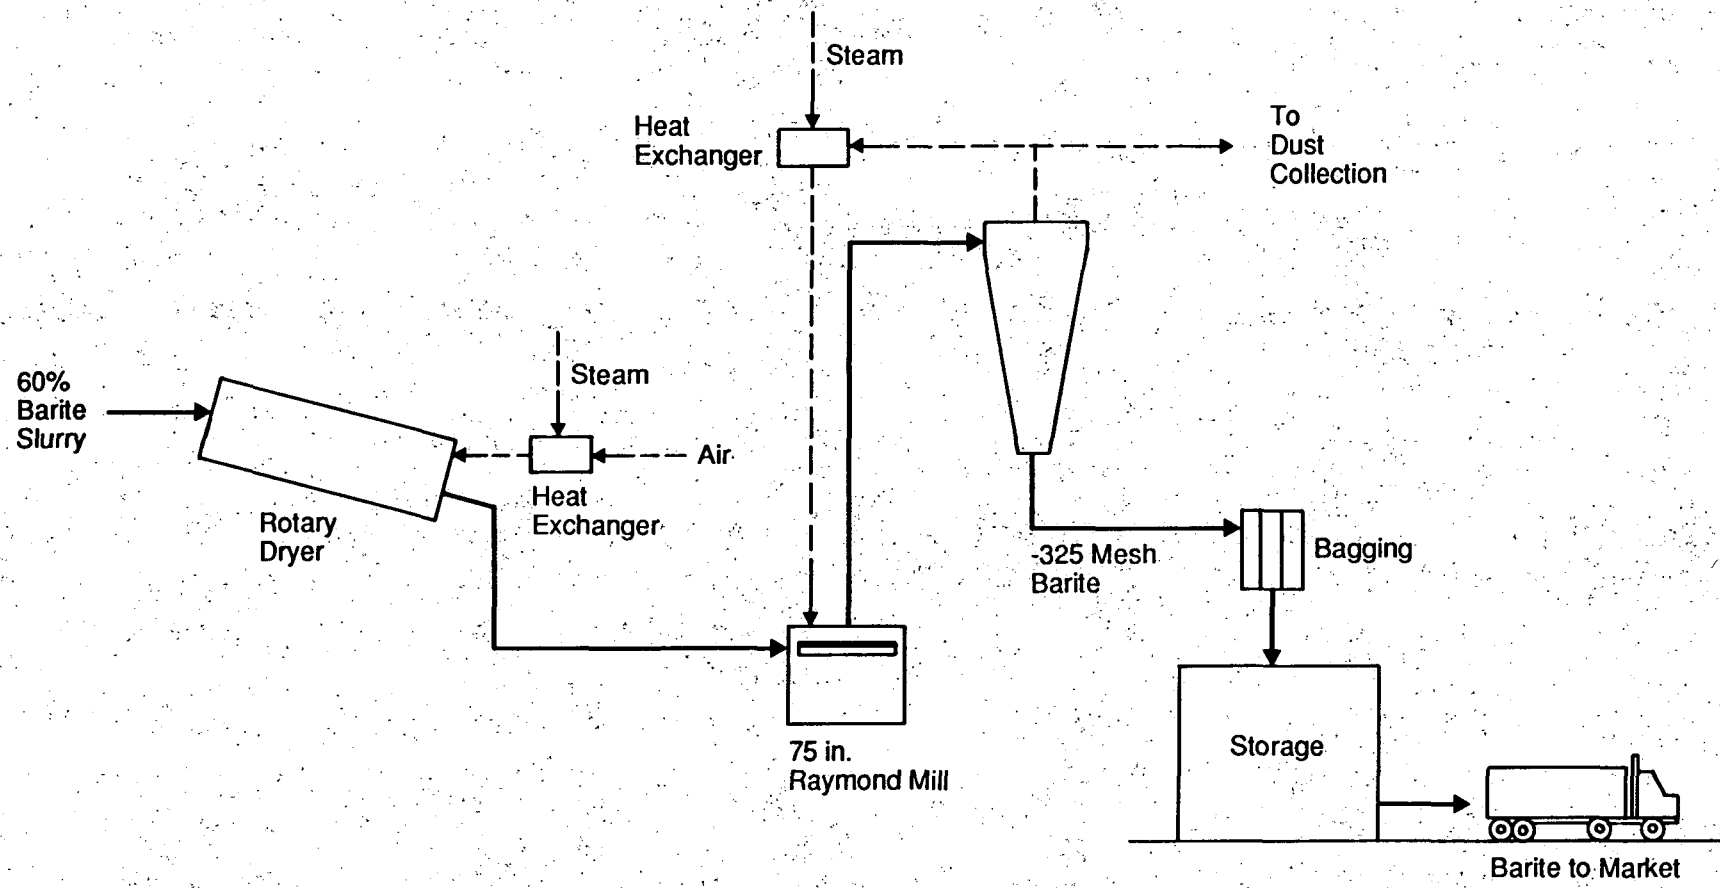 Steam
Heat
Exchanger
To
Dust
Collection
60%
Barite
Slurry
Steam
Air
Heat
Exchanger
Rotary
Dryer
-325 Mesh
Barite
Bagging
75 in.
Raymond Mill
Storage
Barite to Market